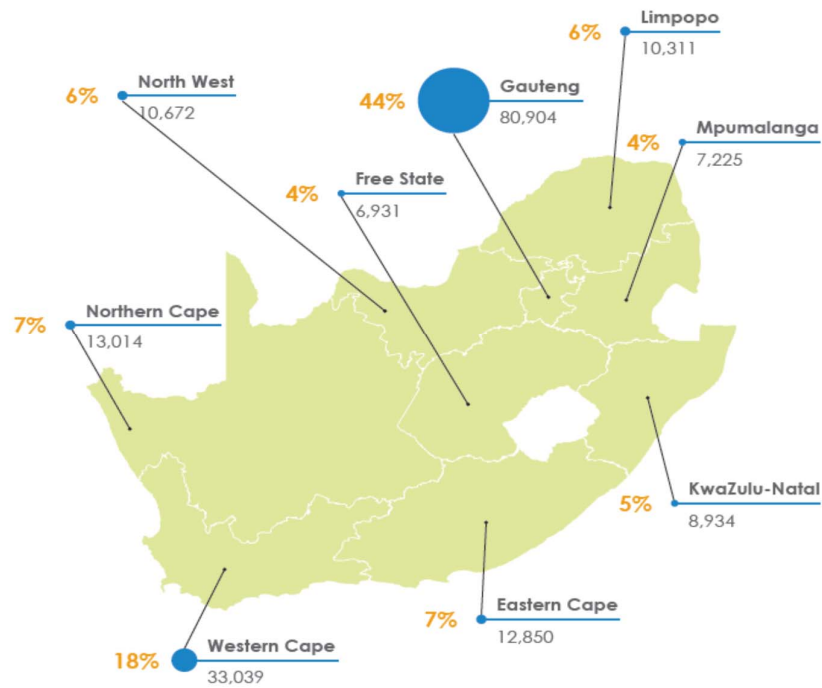 Limpopo
6%
10,311
North West
6%
10,672
Gauteng
44%
80,904
Mpumalanga
4%
7,225
Free State
4%
6,931
Northern Cape
7%
13,014
KwaZulu-Natal
5%
8,934
Eastern Cape
7%
12,850
Western Cape
18%
33,039